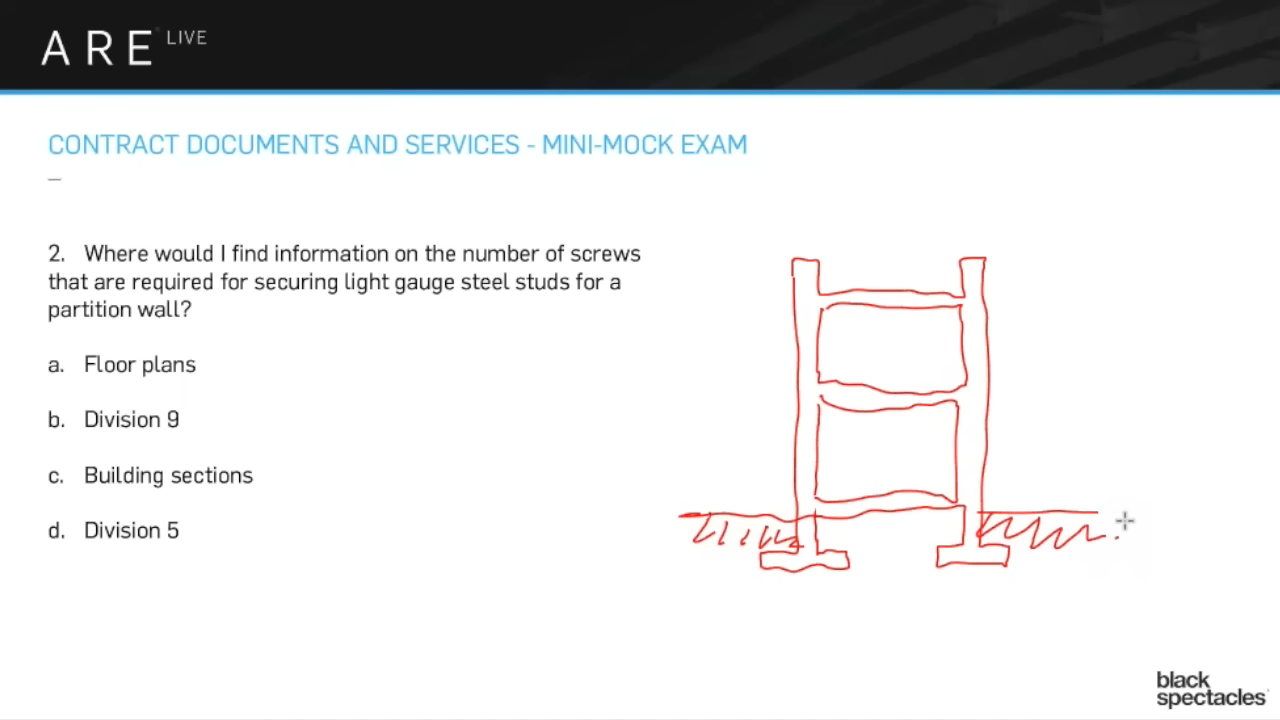 ARE LIVE
CONTRACT DOCUMENTS AND SERVICES - MINI-MOCK EXAM
2. Where would I find information on the number of screws
that are required for securing light gauge steel studs for a
partition wall?
a. Floor plans
b. Division 9
c. Building sections
d. Division 5
black
spectacles